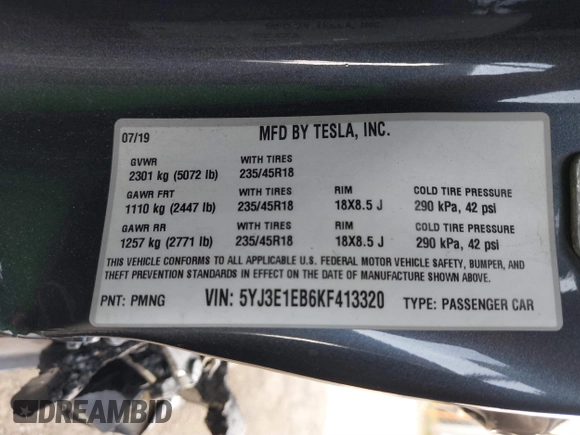 07/19 MFD BY TESLA, INC.
GVWR WITH TIRES
2301 kg (5072 lb) 235/45R18
GAWR FRT WITH TIRES RIM COLD TIRE PRESSURE
1110 kg (2447 lb) 235/45R18 18X8.5 J 290 kPa, 42 psi
GAWR RR WITH TIRES RIM COLD TIRE PRESSURE
1257 kg (2771 lb) 235/45R18 18X8.5 J 290 kPa, 42 psi
THIS VEHICLE CONFORMS TO ALL APPLICABLE U.S. FEDERAL MOTOR VEHICLE SAFETY, BUMPER, AND
THEFT PREVENTION STANDARDS IN EFFECT ON THE DATE OF MANUFACTURE SHOWN ABOVE.
PNT: PMNG VIN: 5YJ3E1EB6KF413320 TYPE: PASSENGER CAR
DREAMBID